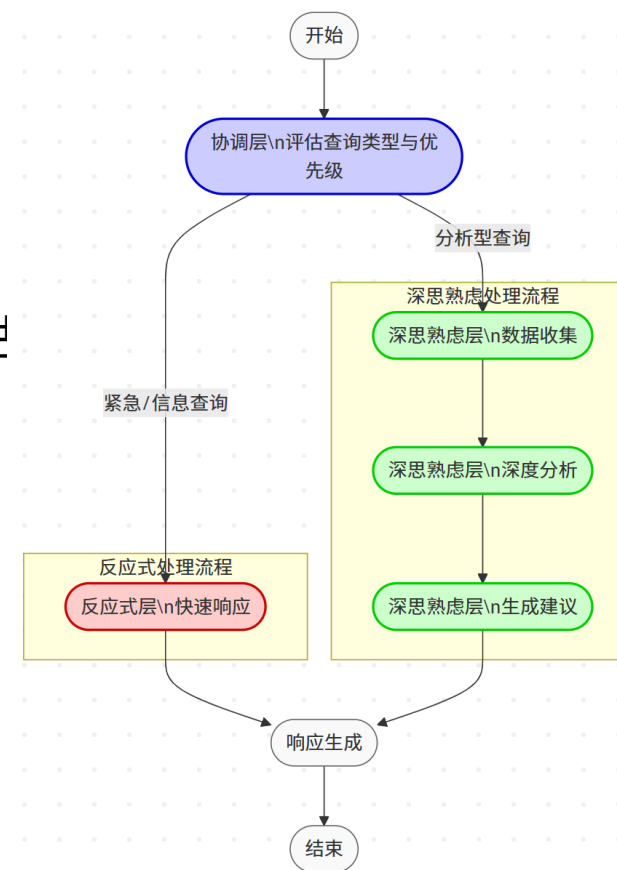 开始
协调层\n评估查询类型与优
先级
分析型查询
深思熟虑处理流程
深思熟虑层\n数据收集
紧急/信息查询
深思熟虑层\n深度分析
反应式处理流程
反应式层\n快速响应
深思熟虑层\n生成建议
响应生成
结束